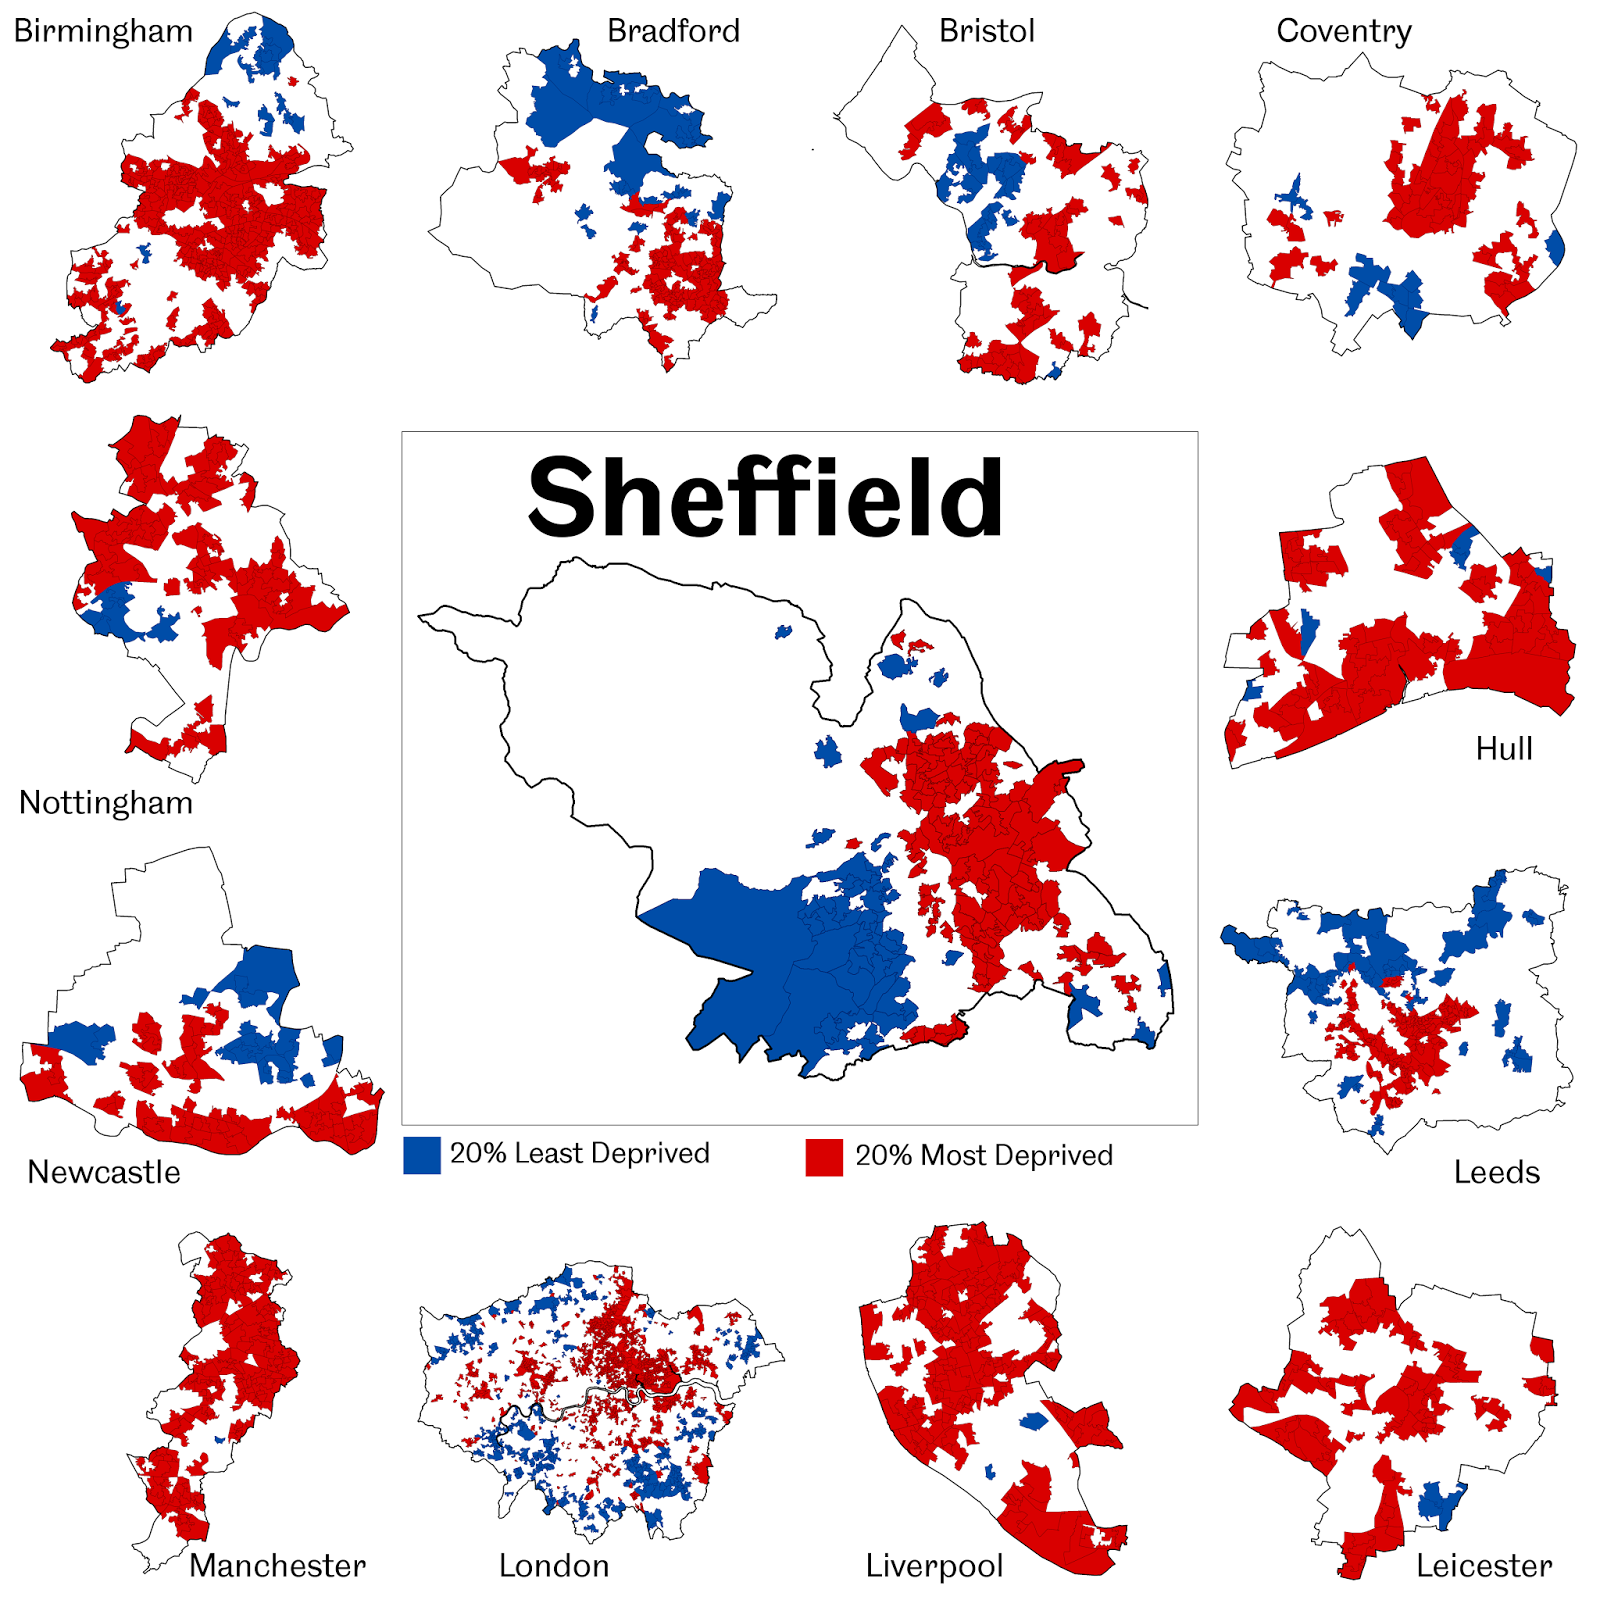 Birmingham
Bradford
Bristol
Coventry
Sheffield
Hull
Nottingham
20% Least Deprived
20% Most Deprived
Newcastle
Leeds
Manchester
London
Liverpool
Leicester